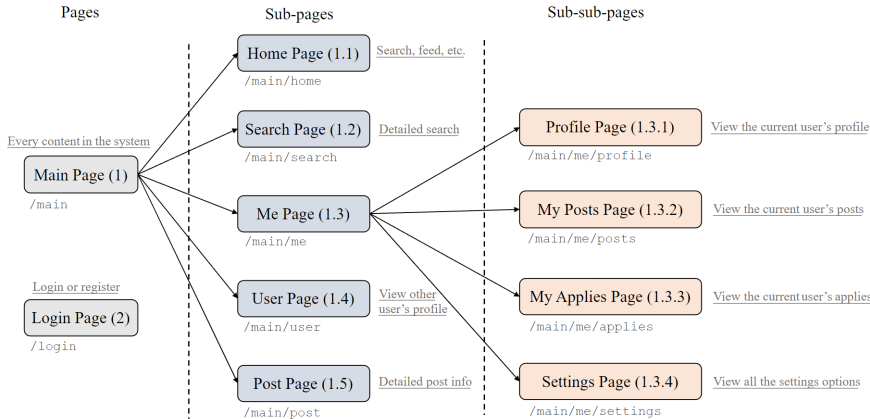 Pages
Sub-pages
Sub-sub-pages
Home Page (1.1)
Search, feed, etc.
/main/home
Search Page (1.2)
Detailed search
/main/search
Profile Page (1.3.1)
View the current user's profile
/main/me/profile
Every content in the system
Main Page (1)
/main
Me Page (1.3)
/main/me
My Posts Page (1.3.2)
View the current user's posts
/main/me/posts
Login or register
Login Page (2)
/login
User Page (1.4)
View other
user's profile
/main/user
My Applies Page (1.3.3)
View the current user's applies
/main/me/applies
Post Page (1.5)
Detailed post info
/main/post
Settings Page (1.3.4)
View all the settings options
/main/me/settings